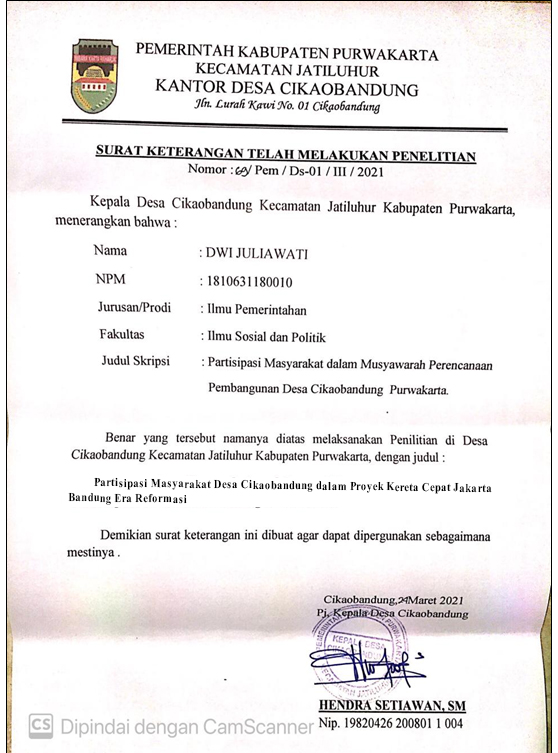 PEMERINTAH KABUPATEN PURWAKARTA
KECAMATAN JATILUHUR
KANTOR DESA CIKAOBANDUNG
Jln. Lurah Kawi No. 01 Cikaobandung
SURAT KETERANGAN TELAH MELAKUKAN PENELITIAN
Nomor : / Pem / Ds-01 / III / 2021
Kepala Desa Cikaobandung Kecamatan Jatiluhur Kabupaten Purwakarta,
menerangkan bahwa :
Nama : DWI JULIAWATI
NPM : 1810631180010
Jurusan/Prodi : Ilmu Pemerintahan
Fakultas : Ilmu Sosial dan Politik
Judul Skripsi : Partisipasi Masyarakat dalam Musyawarah Perencanaan
Pembangunan Desa Cikaobandung Purwakarta.
Benar yang tersebut namanya diatas melaksanakan Penilitian di Desa
Cikaobandung Kecamatan Jatiluhur Kabupaten Purwakarta, dengan judul :
Partisipasi Masyarakat Desa Cikaobandung dalam Proyek Kereta Cepat Jakarta
Bandung Era Reformasi
Demikian surat keterangan ini dibuat agar dapat dipergunakan sebagaimana
mestinya .
Cikaobandung, Maret 2021
Pj. Kepala Desa Cikaobandung
KEPALA DESA
HENDRA SETIAWAN, SM
Nip. 19820426 200801 1 004
CS Dipindai dengan CamScanner